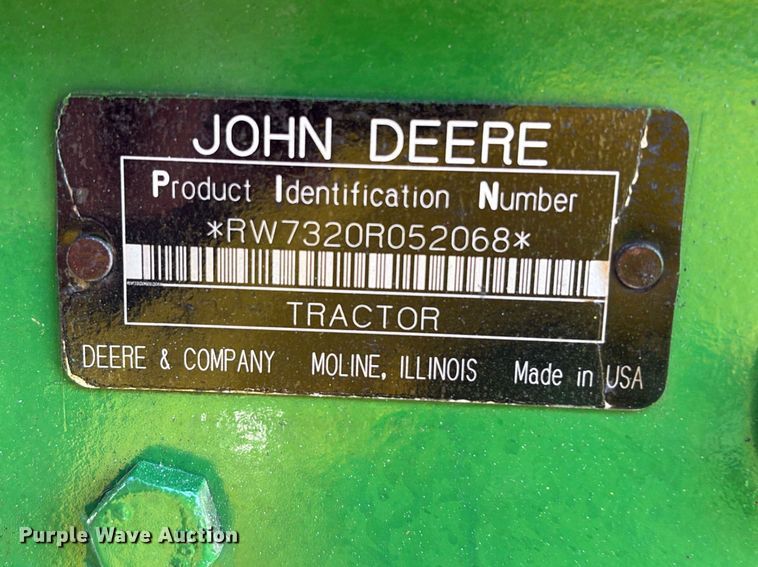 JOHN DEERE
Product Identification Number
*RW7320R052068*
TRACTOR
DEERE & COMPANY MOLINE, ILLINOIS Made in USA
Purple Wave Auction